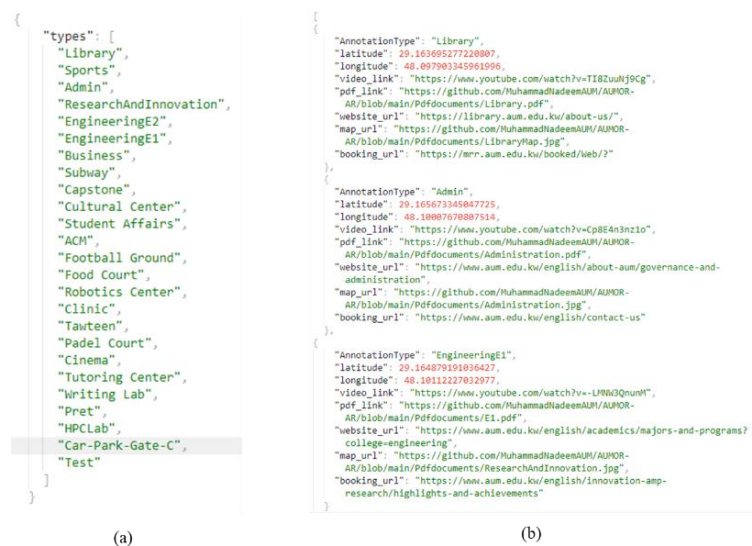 {
"types": [
"Library",
"Sports",
"Admin",
"ResearchAndInnovation",
"EngineeringE2",
"EngineeringE1",
"Business",
"Subway",
"Capstone",
"Cultural Center",
"Student Affairs",
"ACM",
"Football Ground",
"Food Court",
"Robotics Center",
"Clinic",
"Tawteen",
"Padel Court",
"Cinema",
"Tutoring Center",
"Writing Lab",
"Pret",
"HPCLab",
"Car-Park-Gate-C",
"Test"
]
}
(a)
[
{
"AnnotationType": "Library",
"latitude": 29.163695277220807,
"longitude": 48.097903345961996,
"video_link": "https://www.youtube.com/watch?v=TI8ZuuNj9Cg",
"pdf_link": "https://github.com/MuhammadNadeemAUM/AUMOR-
AR/blob/main/Pdfdocuments/Library.pdf",
"website_url": "https://library.aum.edu.kw/about-us/",
"map_url": "https://github.com/MuhammadNadeemAUM/AUMOR-
AR/blob/main/Pdfdocuments/LibraryMap.jpg",
"booking_url": "https://mrr.aum.edu.kw/booked/Web/?"
},
{
"AnnotationType": "Admin",
"latitude": 29.165673345047725,
"longitude": 48.10007670807514,
"video_link": "https://www.youtube.com/watch?v=Cp8E4n3nz1o",
"pdf_link": "https://github.com/MuhammadNadeemAUM/AUMOR-
AR/blob/main/Pdfdocuments/Administration.pdf",
"website_url": "https://www.aum.edu.kw/english/about-aum/governance-and-
administration",
"map_url": "https://github.com/MuhammadNadeemAUM/AUMOR-
AR/blob/main/Pdfdocuments/Administration.jpg",
"booking_url": "https://www.aum.edu.kw/english/contact-us"
},
{
"AnnotationType": "EngineeringE1",
"latitude": 29.164879191036427,
"longitude": 48.10112227032977,
"video_link": "https://www.youtube.com/watch?v=-LMNW3QnunM",
"pdf_link": "https://github.com/MuhammadNadeemAUM/AUMOR-
AR/blob/main/Pdfdocuments/E1.pdf",
"website_url": "https://www.aum.edu.kw/english/academics/majors-and-programs?
college=engineering",
"map_url": "https://github.com/MuhammadNadeemAUM/AUMOR-
AR/blob/main/Pdfdocuments/ResearchAndInnovation.jpg",
"booking_url": "https://www.aum.edu.kw/english/innovation-amp-
research/highlights-and-achievements"
}
(b)